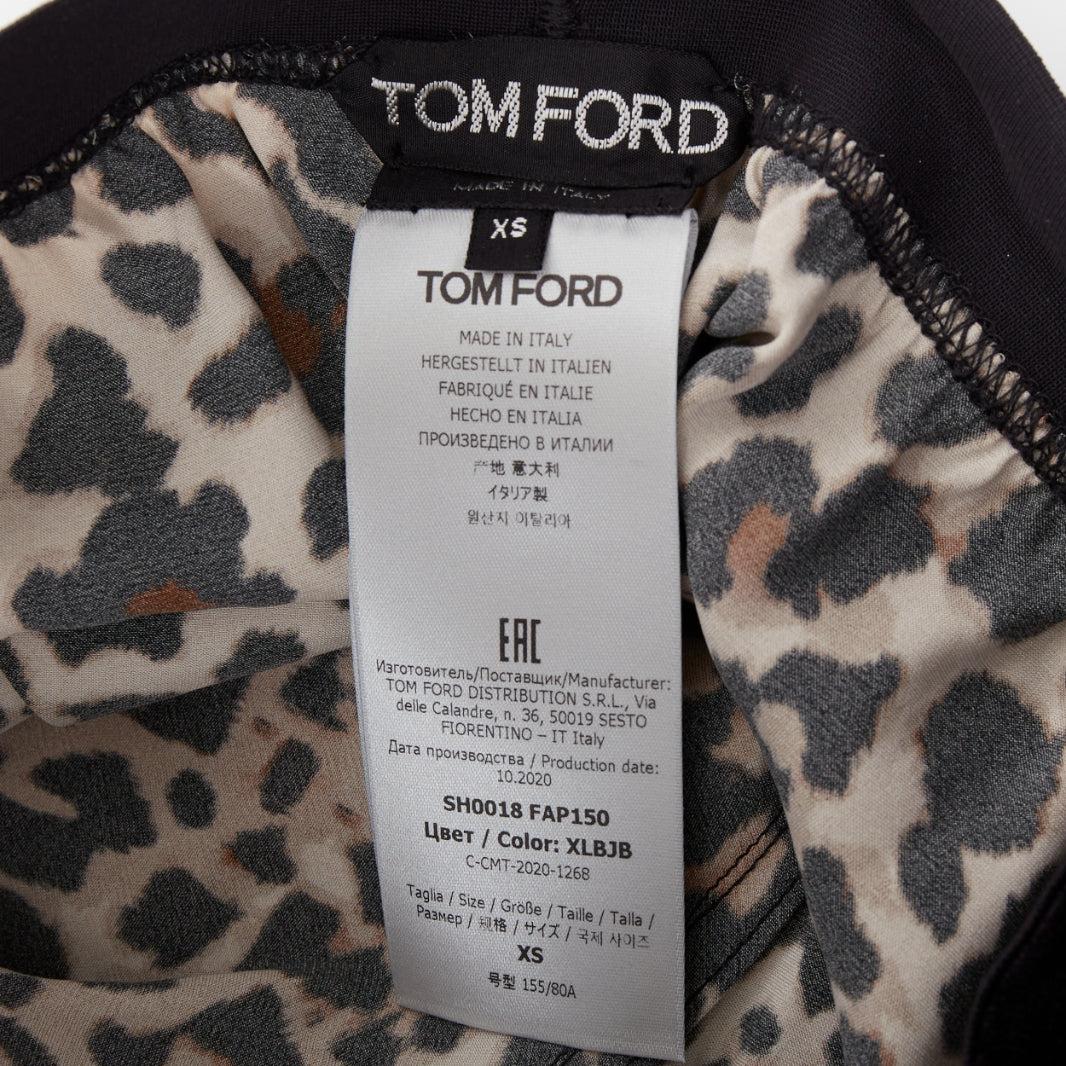 TOM FORD
MADE IN ITALY
XS
TOM FORD
MADE IN ITALY
HERGESTELLT IN ITALIEN
FABRIQUÉ EN ITALIE
HECHO EN ITALIA
ПРОИЗВЕДЕНО В ИТАЛИИ
产地 意大利
イタリア製
원산지 이탈리아
EAC
Изготовитель/Поставщик/Manufacturer:
TOM FORD DISTRIBUTION S.R.L., Via
delle Calandre, n. 36, 50019 SESTO
FIORENTINO – IT Italy
Дата производства / Production date:
10.2020
SH0018 FAP150
Цвет / Color: XLBJB
C-CMT-2020-1268
Taglia / Size / Größe / Taille / Talla /
Размер / 规格 / サイズ / 국제 사이즈
XS
号型 155/80A